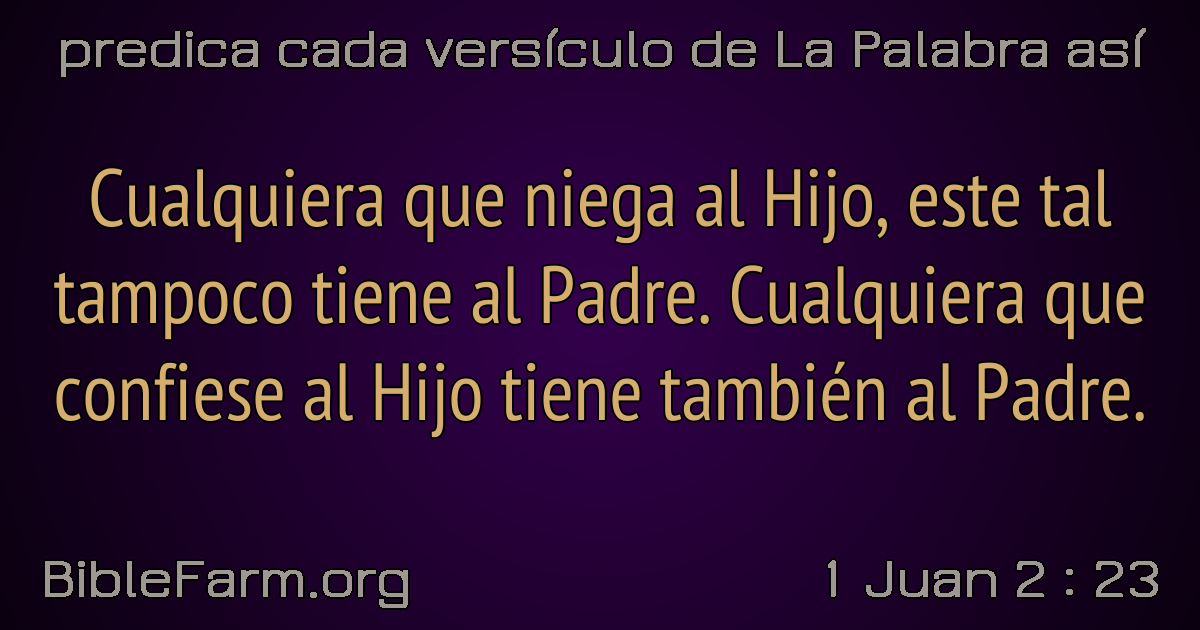 predica cada versículo de La Palabra así
Cualquiera que niega al Hijo, este tal
tampoco tiene al Padre. Cualquiera que
confiese al Hijo tiene también al Padre.
BibleFarm.org
1 Juan 2 : 23